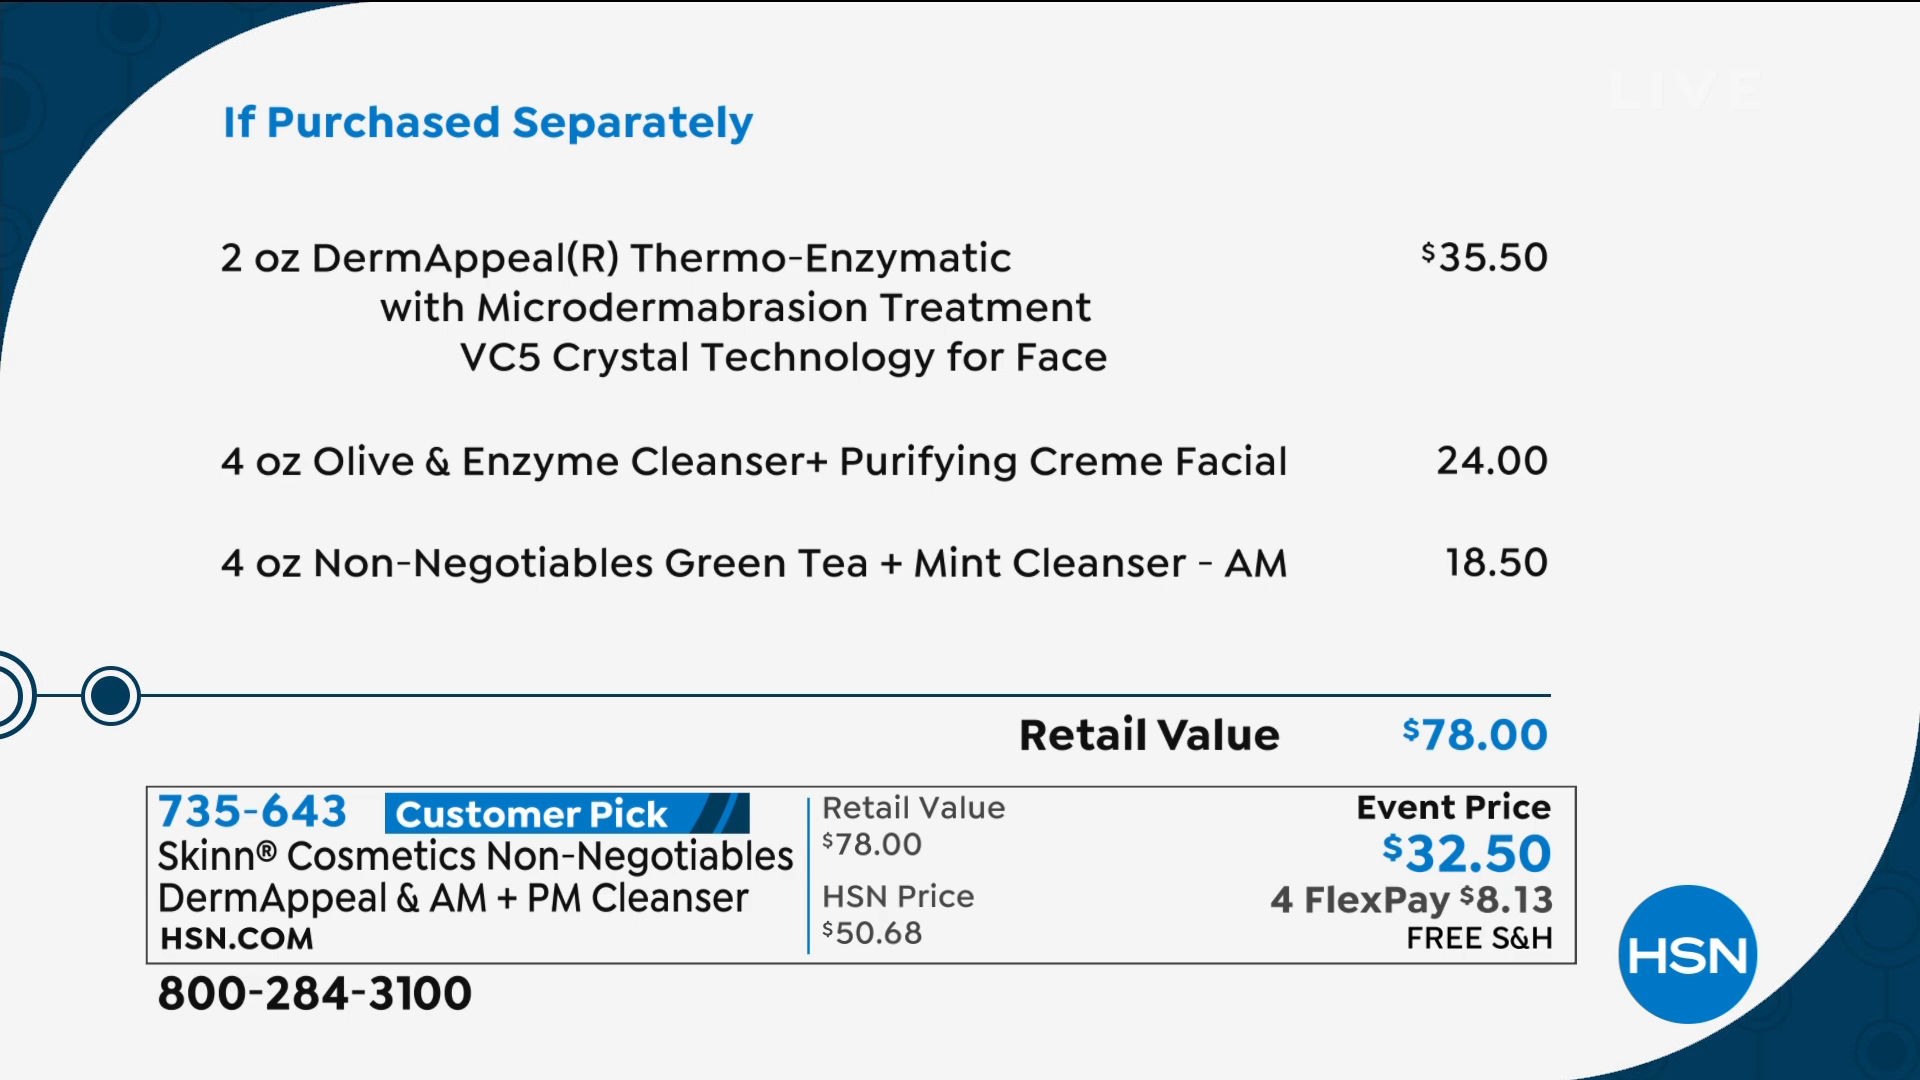 LIVE
If Purchased Separately
2 oz DermAppeal(R) Thermo-Enzymatic $35.50
with Microdermabrasion Treatment
VC5 Crystal Technology for Face
4 oz Olive & Enzyme Cleanser+ Purifying Creme Facial 24.00
4 oz Non-Negotiables Green Tea + Mint Cleanser - AM 18.50
Retail Value $78.00
735-643 Customer Pick
Skinn® Cosmetics Non-Negotiables
DermAppeal & AM + PM Cleanser
HSN.COM
Retail Value
$78.00
HSN Price
$50.68
Event Price
$32.50
4 FlexPay $8.13
FREE S&H
HSN
800-284-3100